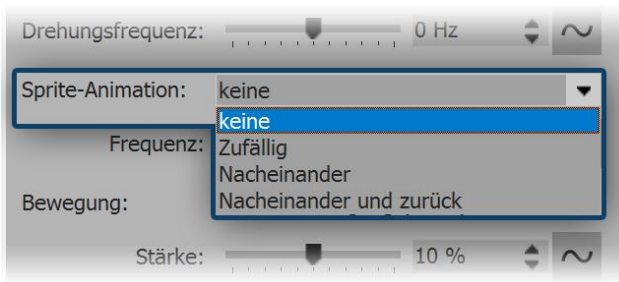 Drehungsfrequenz: 0 Hz
Sprite-Animation: keine
keine
Frequenz: Zufällig
Nacheinander
Bewegung: Nacheinander und zurück
Stärke: 10 %